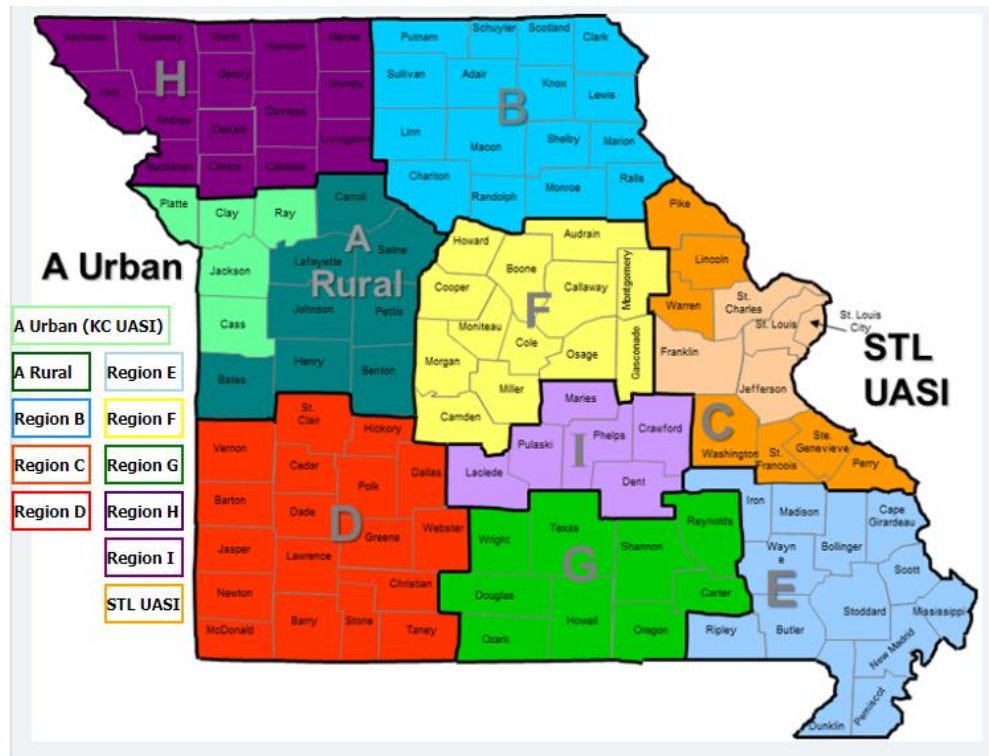 Atchison
Nodaway
Worth
Harrison
Mercer
Gentry
Grundy
Holt
H
Andrew
DeKalb
Daviess
Livingston
Buchanan
Clinton
Caldwell
Putnam
Schuyler
Scotland
Clark
Sullivan
Adair
Knox
Lewis
B
Linn
Macon
Shelby
Marion
Chariton
Randolph
Monroe
Ralls
Platte
Clay
Ray
Carroll
A
Rural
Saline
Lafayette
Jackson
Johnson
Pettis
Cass
Bates
Henry
Benton
A Urban
Howard
Audrain
Boone
Cooper
Callaway
Montgomery
F
Moniteau
Cole
Osage
Gasconade
Morgan
Miller
Camden
Pike
Lincoln
Warren
St.
Charles
St. Louis
St. Louis
City
Franklin
Jefferson
STL
UASI
A Urban (KC UASI)
A Rural
Region E
Region B
Region F
Region C
Region G
Region D
Region H
Region I
STL UASI
Maries
Pulaski
I
Phelps
Crawford
Laclede
Dent
C
Washington
St.
Francois
Ste.
Genevieve
Perry
St.
Clair
Hickory
Vernon
Cedar
Polk
Dallas
Barton
Dade
D
Greene
Webster
Jasper
Lawrence
Christian
Newton
Barry
Stone
Taney
McDonald
Wright
Texas
Shannon
Reynolds
G
Douglas
Carter
Ozark
Howell
Oregon
Iron
Madison
Cape
Girardeau
Wayn
e
Bollinger
Scott
E
Stoddard
Mississippi
Ripley
Butler
New Madrid
Pemiscot
Dunklin